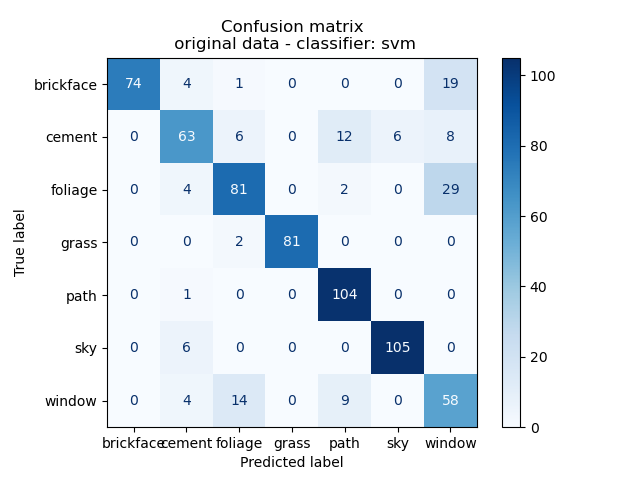 Confusion matrix
original data - classifier: svm
True label
brickface 74 4 1 0 0 0 19
cement 0 63 6 0 12 6 8
foliage 0 4 81 0 2 0 29
grass 0 0 2 81 0 0 0
path 0 1 0 0 104 0 0
sky 0 6 0 0 0 105 0
window 0 4 14 0 9 0 58
brickface cement foliage grass path sky window
Predicted label
100
80
60
40
20
0